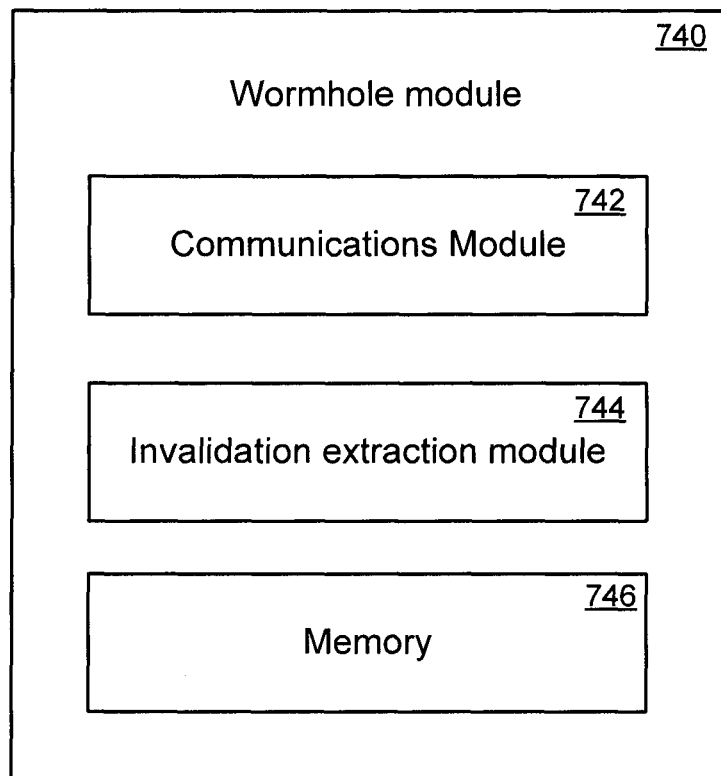 740
Wormhole module
742
Communications Module
744
Invalidation extraction module
746
Memory